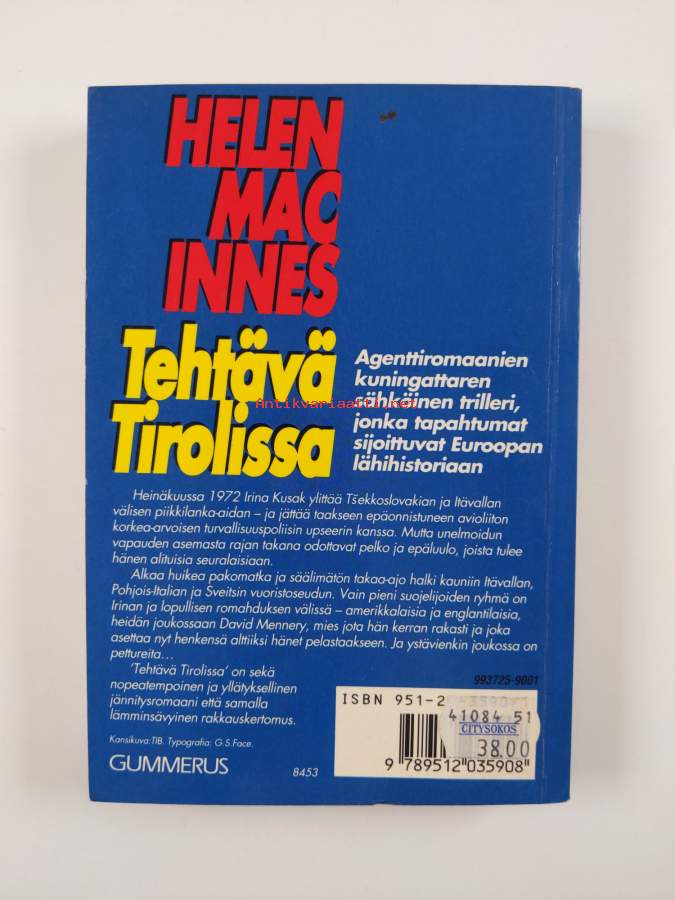 HELEN
MAC
INNES
Tehtävä
Tirolissa
Agenttiromaanien
kuningattaren
sähköinen trilleri,
jonka tapahtumat
sijoittuvat Euroopan
lähihistoriaan
Antikvariaatti.net
Heinäkuussa 1972 Irina Kusak ylittää Tšekkoslovakian ja Itävallan
välisen piikkilanka-aidan – ja jättää taakseen epäonnistuneen avioliiton
korkea-arvoisen turvallisuuspoliisin upseerin kanssa. Mutta unelmoidun
vapauden asemasta rajan takana odottavat pelko ja epäluulo, joista tulee
hänen alituisia seuralaisiaan.
Alkaa huikea pakomatka ja säälimätön takaa-ajo halki kauniin Itävallan,
Pohjois-Italian ja Sveitsin vuoristoseudun. Vain pieni suojelijoiden ryhmä on
Irinan ja lopullisen romahduksen välissä – amerikkalaisia ja englantilaisia,
heidän joukossaan David Mennery, mies jota hän kerran rakasti ja joka
asettaa nyt henkensä alttiiksi hänet pelastaakseen. Ja ystävienkin joukossa on
pettureita...
'Tehtävä Tirolissa' on sekä
nopeatempoinen ja yllätyksellinen
jännitysromaani että samalla
lämminsävyinen rakkauskertomus.
Kansikuva:TIB. Typografia: G.S.Face.
GUMMERUS
8453
993725-9001
ISBN 951-2
41084 51
CITYSOKOS
38.00
9 789512 035908